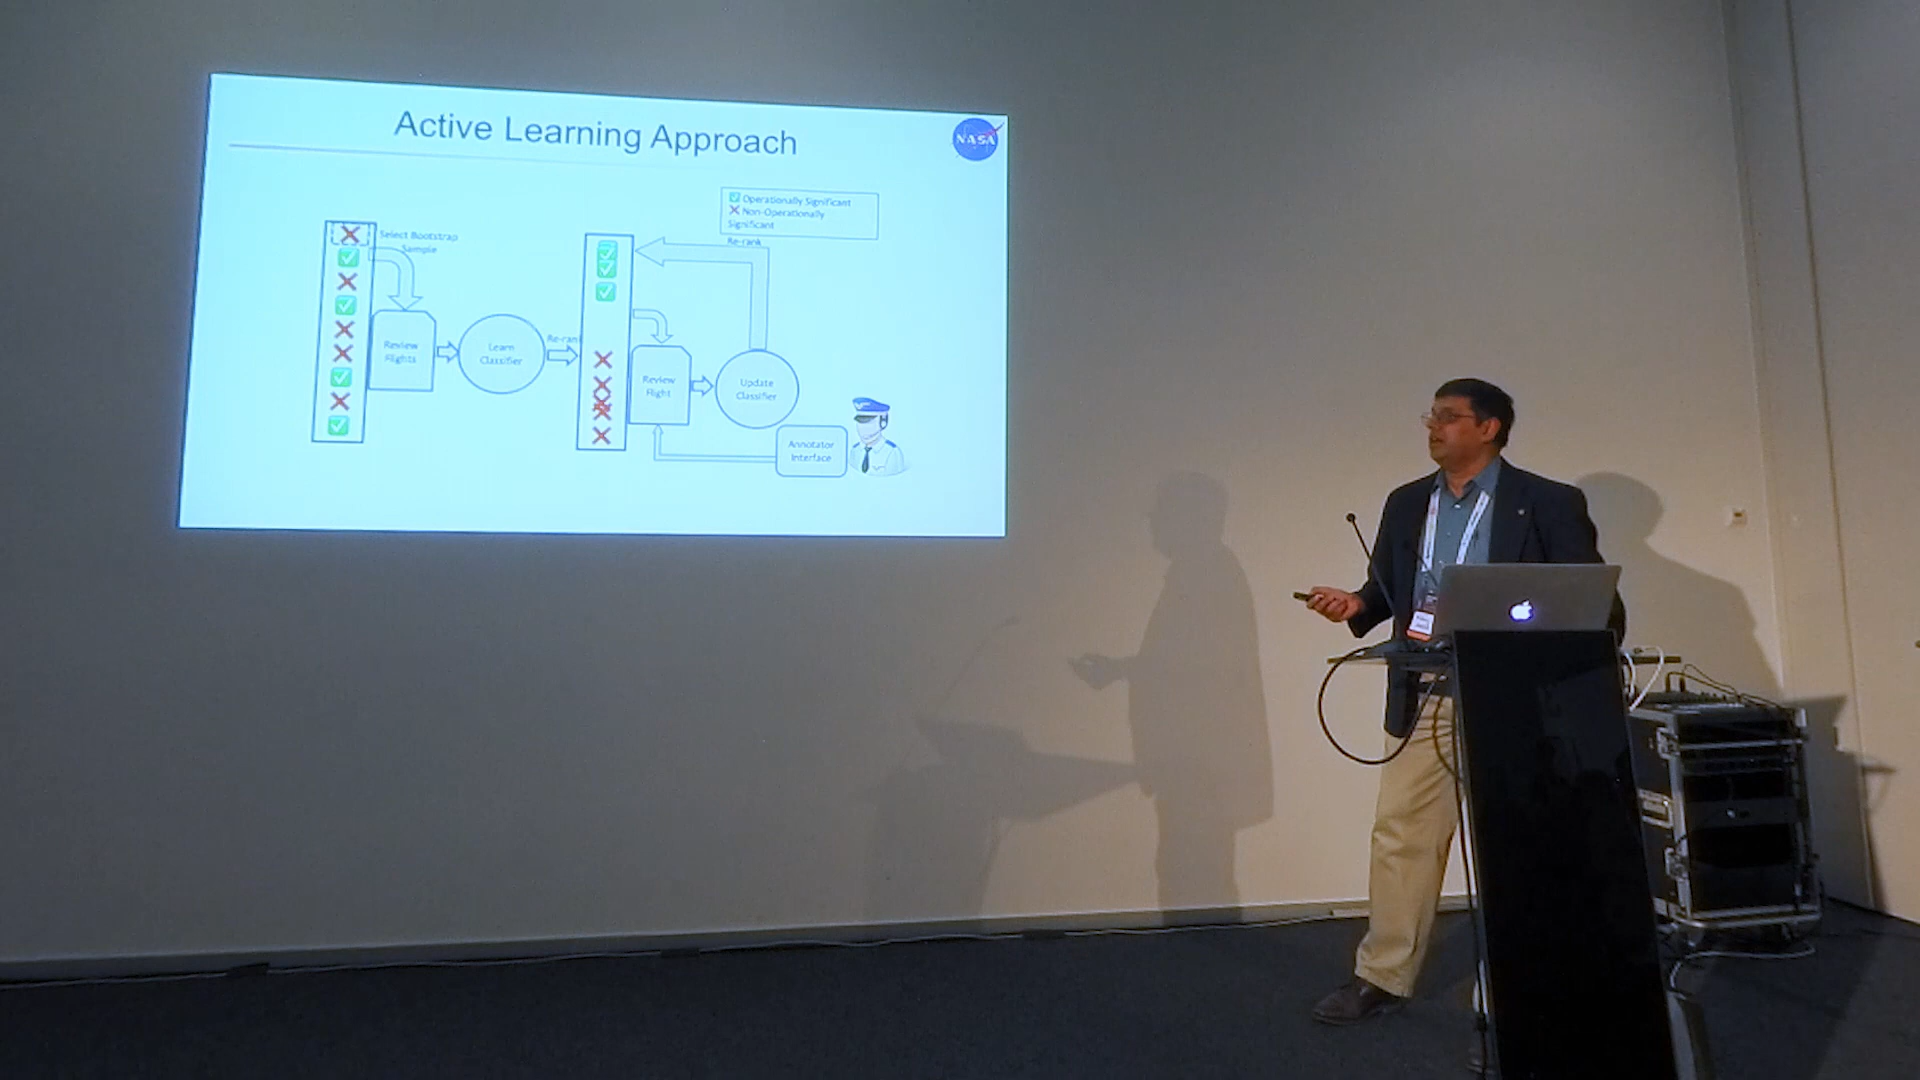 Active Learning Approach
NASA
Operationally Significant
Non-Operationally
Significant
Select Bootstrap
Sample
Re-rank
Review
Flights
Learn
Classifier
Re-rank
Review
Flight
Update
Classifier
Annotator
Interface